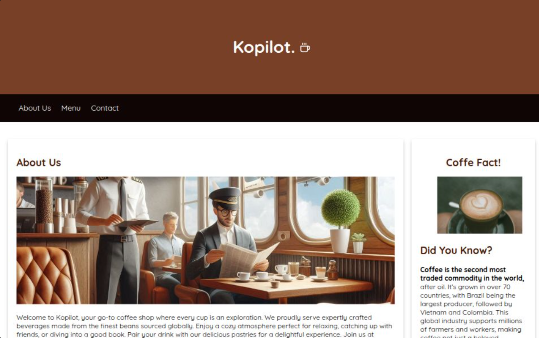 Kopilot.
About Us Menu Contact
About Us
Welcome to Kopilot, your go-to coffee shop where every cup is an exploration. We proudly serve expertly crafted
beverages made from the finest beans sourced globally. Enjoy a cozy atmosphere perfect for relaxing, catching up with
friends, or diving into a good book. Pair your drink with our delicious pastries for a delightful experience. Join us at
Coffe Fact!
Did You Know?
Coffee is the second most
traded commodity in the world,
after oil. It's grown in over 70
countries, with Brazil being the
largest producer, followed by
Vietnam and Colombia. This
global industry supports millions
of farmers and workers, making
coffee not just a beloved